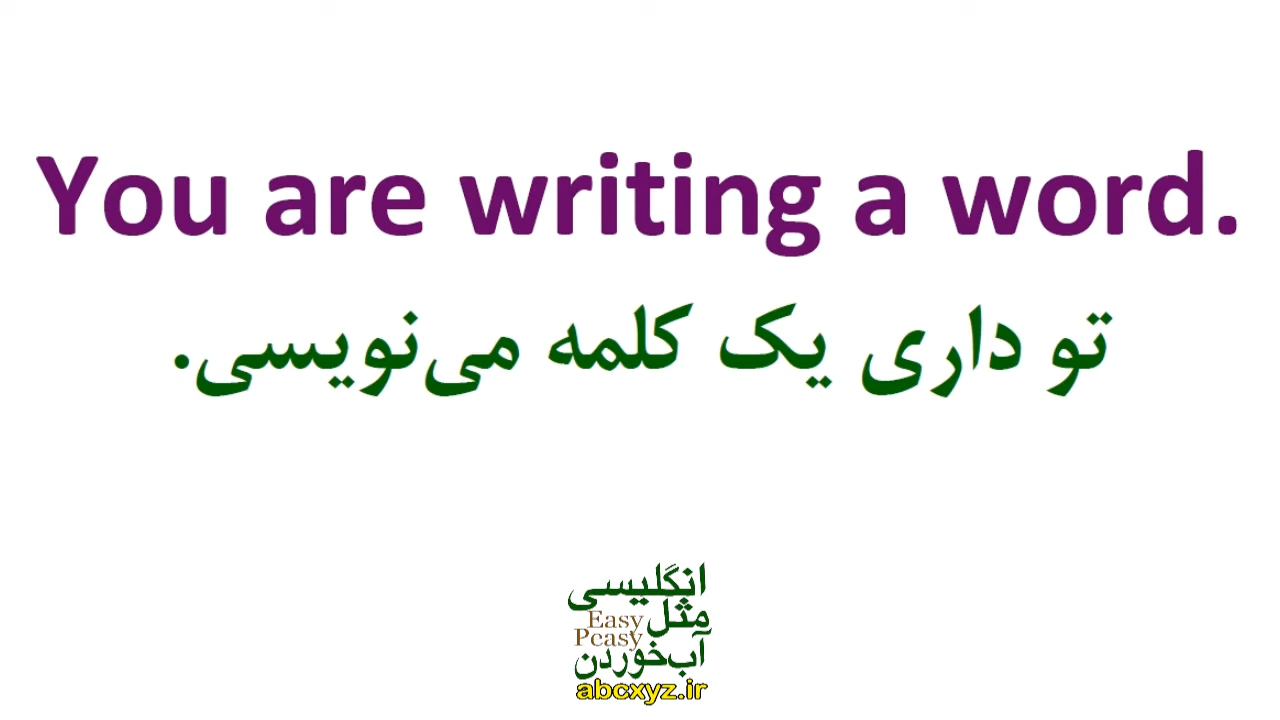 You are writing a word.
تو داری یک کلمه می‌نویسی.
انگلیسی
مثل
Easy
Peasy
آب‌خوردن
abcxyz.ir